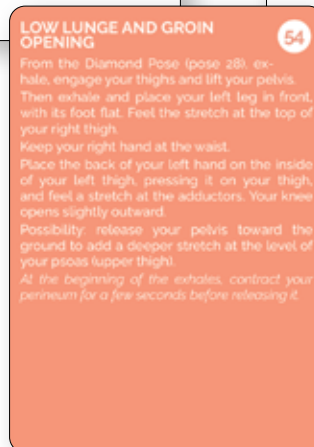 LOW LUNGE AND GROIN
OPENING
54
From the Diamond Pose (pose 28), ex-
hale, engage your thighs and lift your pelvis.
Then exhale and place your left leg in front,
with its foot flat. Feel the stretch at the top of
your right thigh.
Keep your right hand at the waist.
Place the back of your left hand on the inside
of your left thigh, pressing it on your thigh,
and feel a stretch at the adductors. Your knee
opens slightly outward.
Possibility: release your pelvis toward the
ground to add a deeper stretch at the level of
your psoas (upper thigh).
At the beginning of the exhales, contract your
perineum for a few seconds before releasing it.